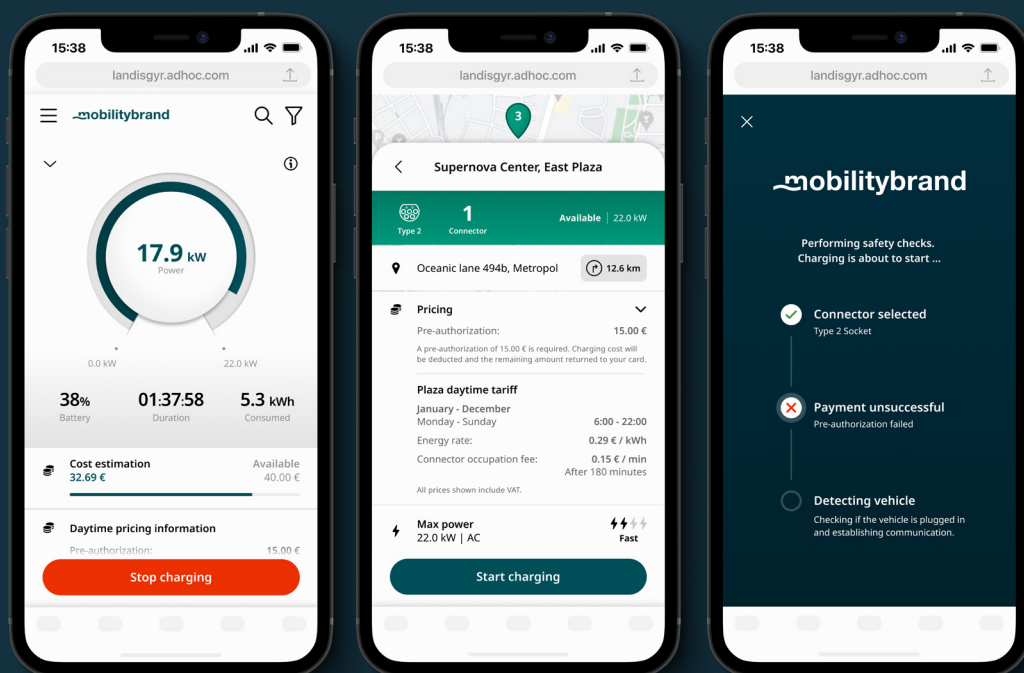 15:38
landisgyr.adhoc.com
mobilitybrand
17.9 kW
Power
0.0 kW
22.0 kW
38%
Battery
01:37:58
Duration
5.3 kWh
Consumed
Cost estimation
Available
32.69 €
40.00 €
Daytime pricing information
Pre-authorization:
15.00 €
Stop charging
15:38
landisgyr.adhoc.com
3
Supernova Center, East Plaza
Type 2
1
Connector
Available | 22.0 kW
Oceanic lane 494b, Metropol
12.6 km
Pricing
Pre-authorization:
15.00 €
A pre-authorization of 15.00 € is required. Charging cost will
be deducted and the remaining amount returned to your card.
Plaza daytime tariff
January - December
Monday - Sunday
6:00 - 22:00
Energy rate:
0.29 € / kWh
Connector occupation fee:
0.15 € / min
After 180 minutes
All prices shown include VAT.
Max power
22.0 kW | AC
Fast
Start charging
15:38
landisgyr.adhoc.com
mobilitybrand
Performing safety checks.
Charging is about to start ...
Connector selected
Type 2 Socket
Payment unsuccessful
Pre-authorization failed
Detecting vehicle
Checking if the vehicle is plugged in
and establishing communication.